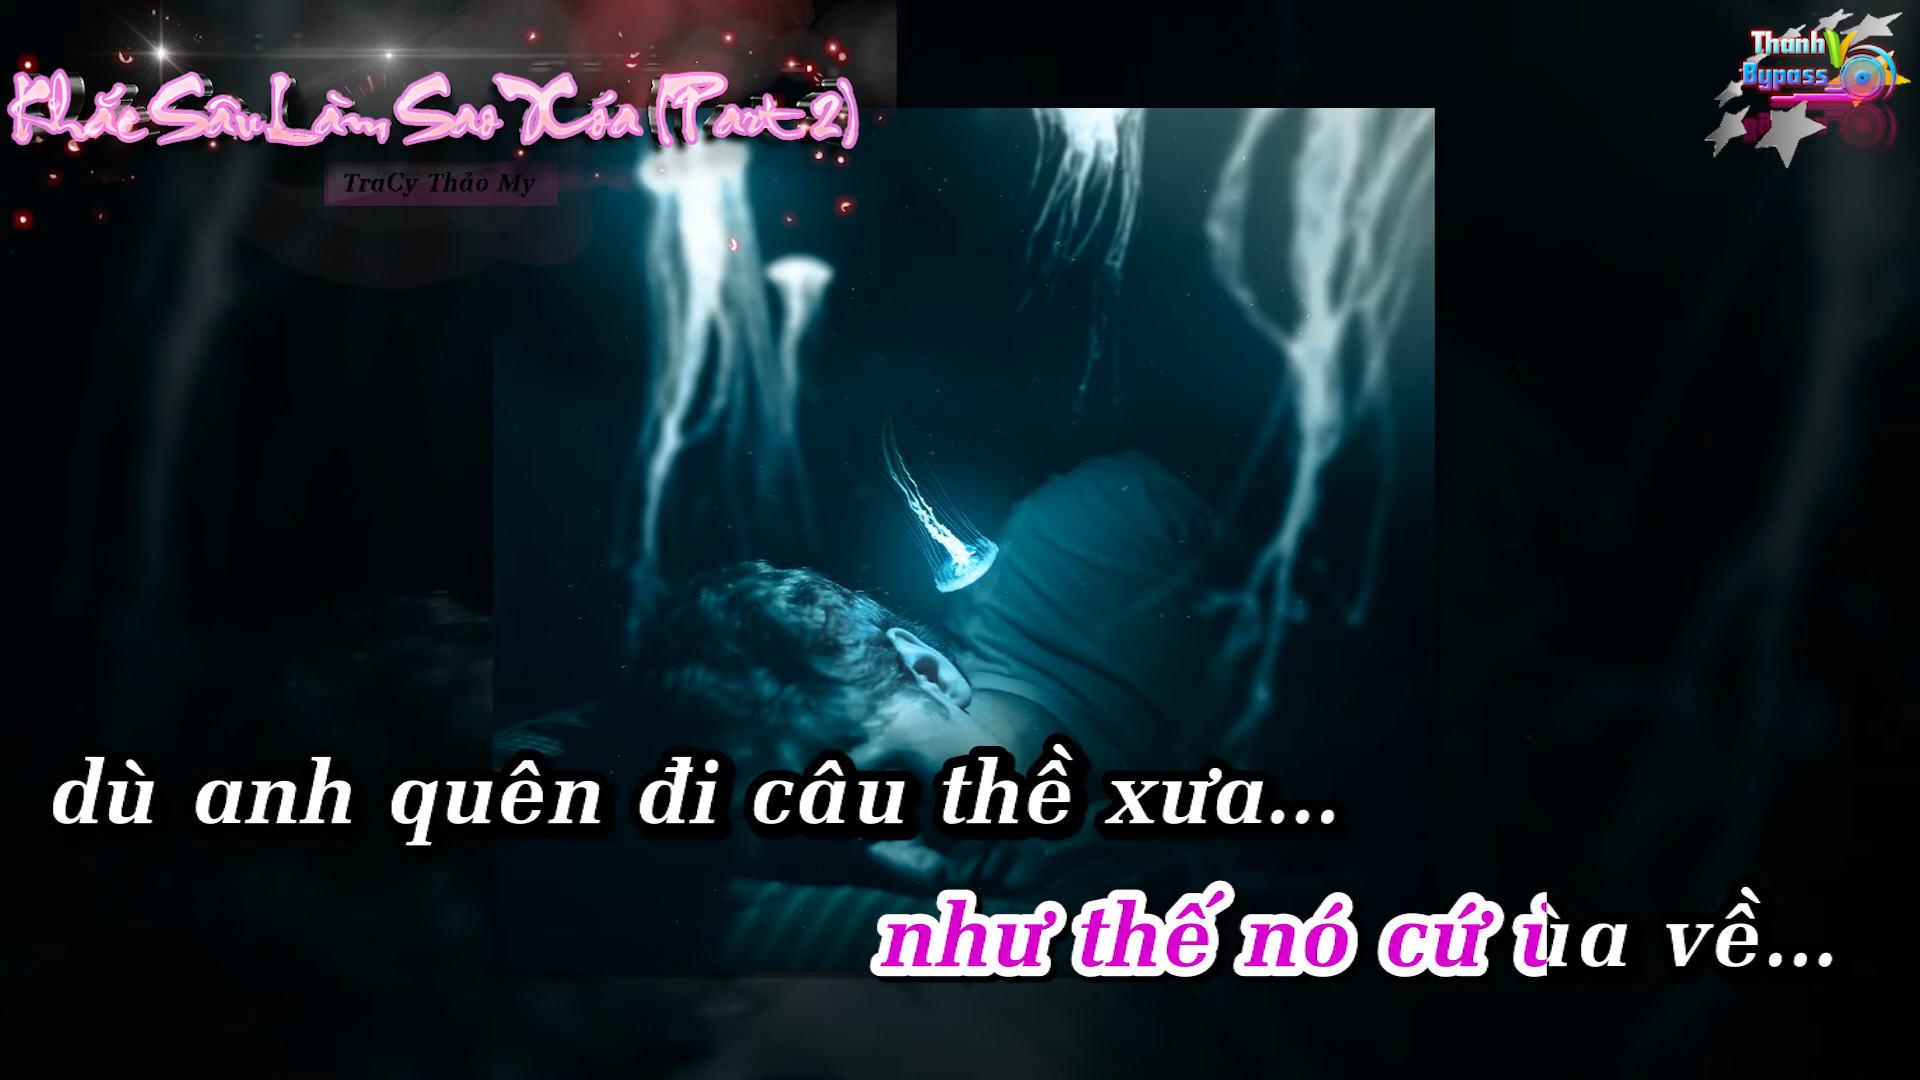 Khắc Sâu Làm Sao Xóa (Part 2)
TraCy Thảo My
Thanh
Bypass
dù anh quên đi câu thề xưa...
như thế nó cứ ùa về...